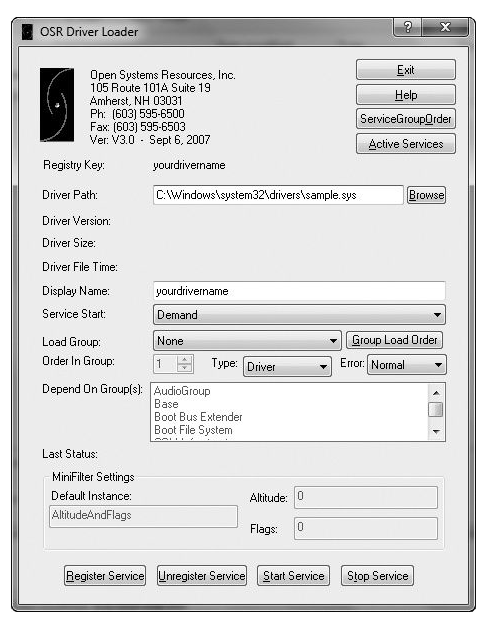 OSR Driver Loader
?
Open Systems Resources, Inc.
105 Route 101A Suite 19
Amherst, NH 03031
Ph: (603) 595-6500
Fax: (603) 595-6503
Ver: V3.0 - Sept 6, 2007
Exit
Help
ServiceGroupOrder
Active Services
Registry Key: yourdrivername
Driver Path: C:\Windows\system32\drivers\sample.sys Browse
Driver Version:
Driver Size:
Driver File Time:
Display Name: yourdrivername
Service Start: Demand
Load Group: None Group Load Order
Order In Group: 1 Type: Driver Error: Normal
Depend On Group(s): AudioGroup
Base
Boot Bus Extender
Boot File System
Last Status:
MiniFilter Settings
Default Instance:
AltitudeAndFlags
Altitude: 0
Flags: 0
Register Service Unregister Service Start Service Stop Service